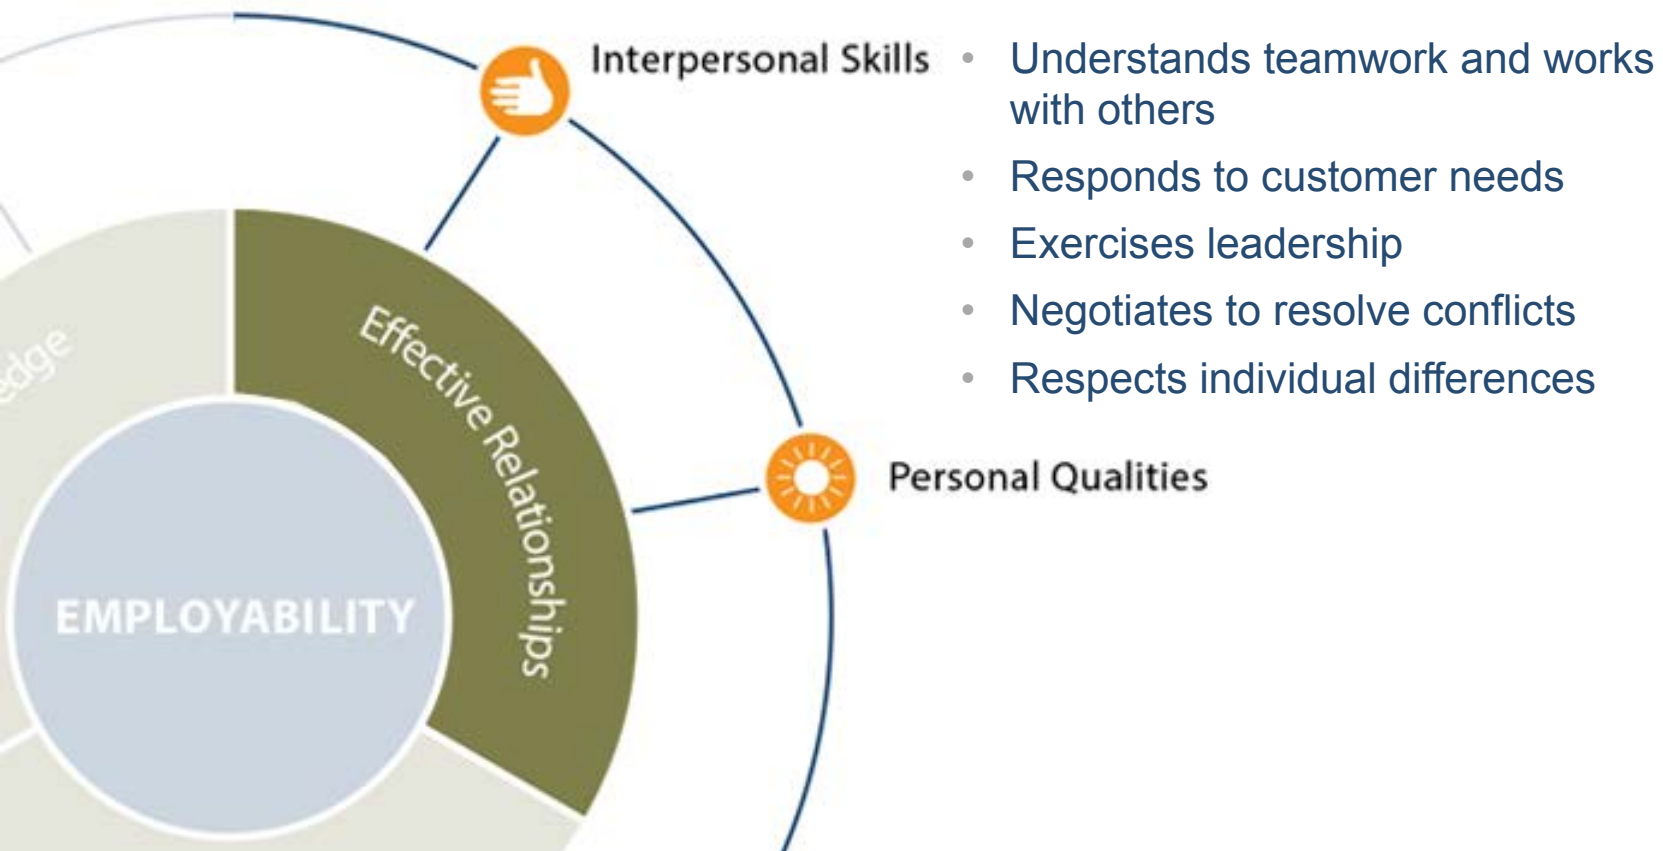 Interpersonal Skills
• Understands teamwork and works
with others
• Responds to customer needs
• Exercises leadership
• Negotiates to resolve conflicts
• Respects individual differences
Effective Relationships
Personal Qualities
EMPLOYABILITY